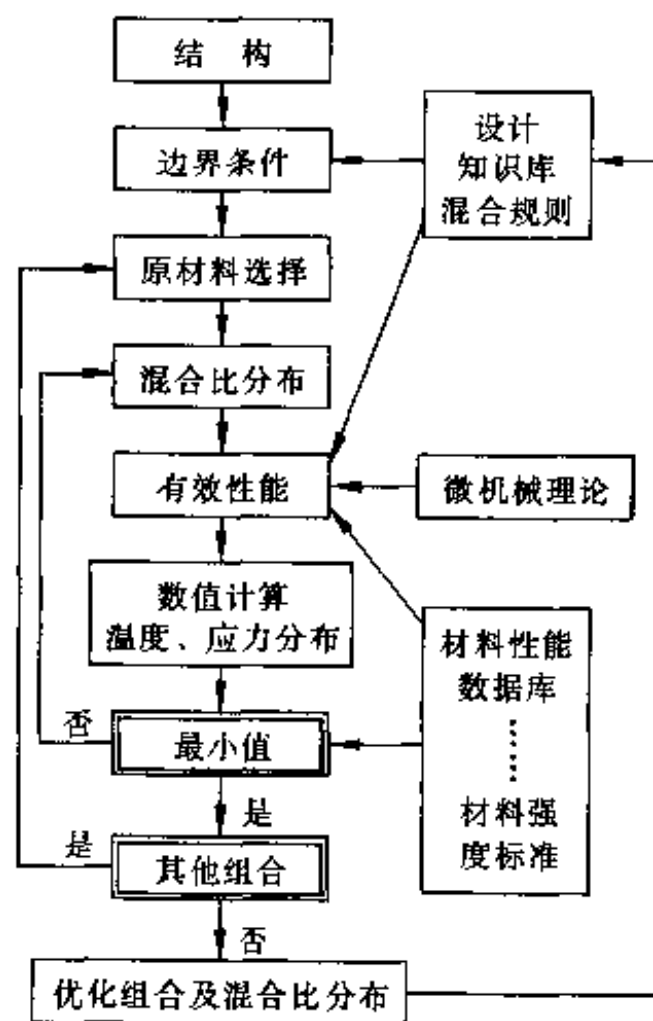 结 构
边界条件
设计
知识库
混合规则
原材料选择
混合比分布
有效性能
微机械理论
数值计算
温度、应力分布
材料性能
数据库
材料强
度标准
否
最小值
是
是
其他组合
否
优化组合及混合比分布